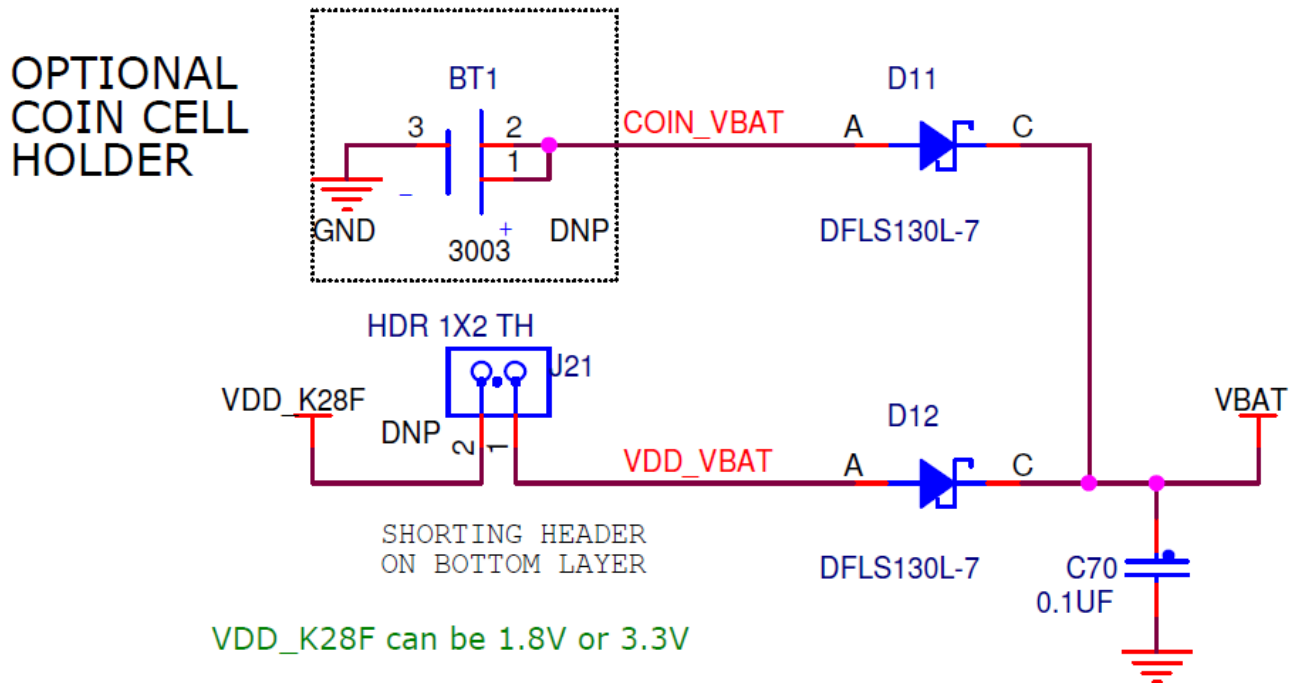 OPTIONAL
COIN CELL
HOLDER
BT1
3
2
1
-
+
GND
3003
DNP
COIN_VBAT
D11
A
C
DFLS130L-7
HDR 1X2 TH
J21
VDD_K28F
DNP
2
1
VDD_VBAT
D12
A
C
DFLS130L-7
VBAT
SHORTING HEADER
ON BOTTOM LAYER
C70
0.1UF
VDD_K28F can be 1.8V or 3.3V